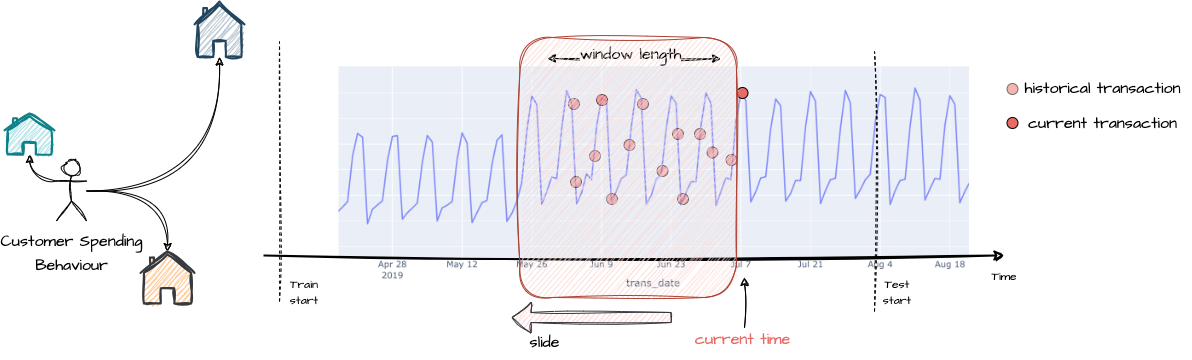 window length
historical transaction
current transaction
Customer Spending
Behaviour
Apr 28
2019
May 12
May 26
Jun 9
Jun 23
Jul 7
Jul 21
Aug 4
Aug 18
trans_date
Time
Train
start
Test
start
slide
current time